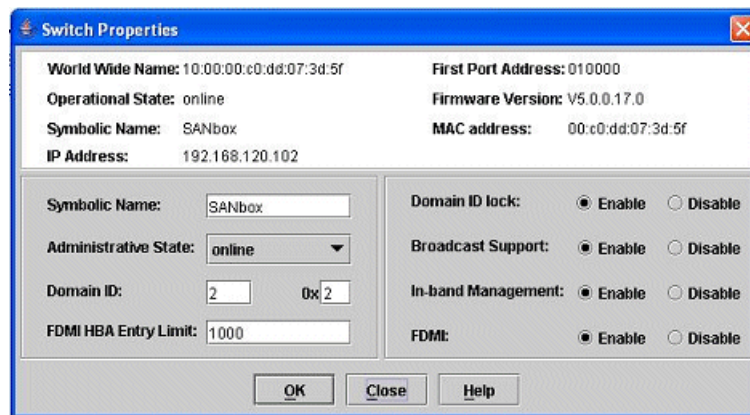 Switch Properties
World Wide Name: 10:00:00:c0:dd:07:3d:5f
First Port Address: 010000
Operational State: online
Firmware Version: V5.0.0.17.0
Symbolic Name: SANbox
MAC address: 00:c0:dd:07:3d:5f
IP Address: 192.168.120.102
Symbolic Name: SANbox
Administrative State: online
Domain ID: 2 0x 2
FDMI HBA Entry Limit: 1000
Domain ID lock: Enable Disable
Broadcast Support: Enable Disable
In-band Management: Enable Disable
FDMI: Enable Disable
OK Close Help